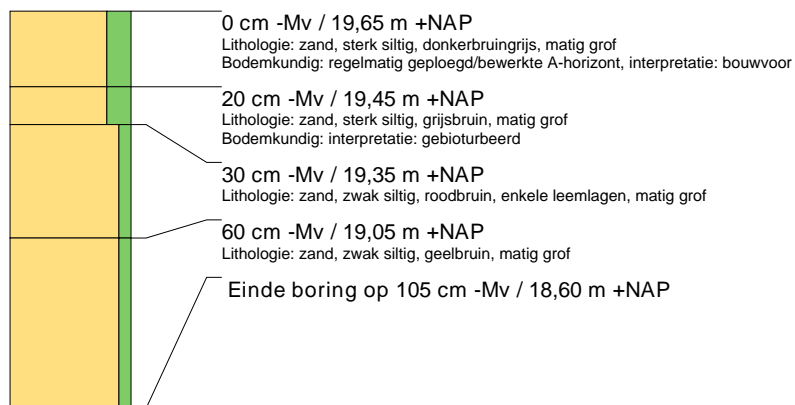 0 cm -Mv / 19,65 m +NAP
Lithologie: zand, sterk siltig, donkerbruingrijs, matig grof
Bodemkundig: regelmatig geploegd/bewerkte A-horizont, interpretatie: bouwvoor
20 cm -Mv / 19,45 m +NAP
Lithologie: zand, sterk siltig, grijsbruin, matig grof
Bodemkundig: interpretatie: gebioturbeerd
30 cm -Mv / 19,35 m +NAP
Lithologie: zand, zwak siltig, roodbruin, enkele leemlagen, matig grof
60 cm -Mv / 19,05 m +NAP
Lithologie: zand, zwak siltig, geelbruin, matig grof
Einde boring op 105 cm -Mv / 18,60 m +NAP